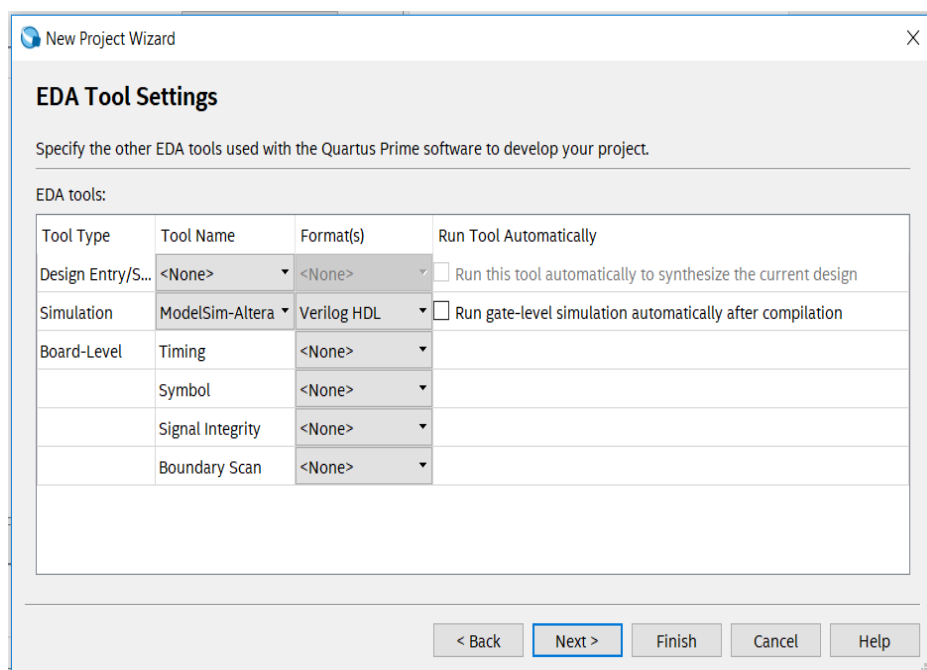 New Project Wizard
EDA Tool Settings
Specify the other EDA tools used with the Quartus Prime software to develop your project.
EDA tools:
Tool Type Tool Name Format(s) Run Tool Automatically
Design Entry/S... <None> <None> Run this tool automatically to synthesize the current design
Simulation ModelSim-Altera Verilog HDL Run gate-level simulation automatically after compilation
Board-Level Timing <None>
Symbol <None>
Signal Integrity <None>
Boundary Scan <None>
< Back Next > Finish Cancel Help